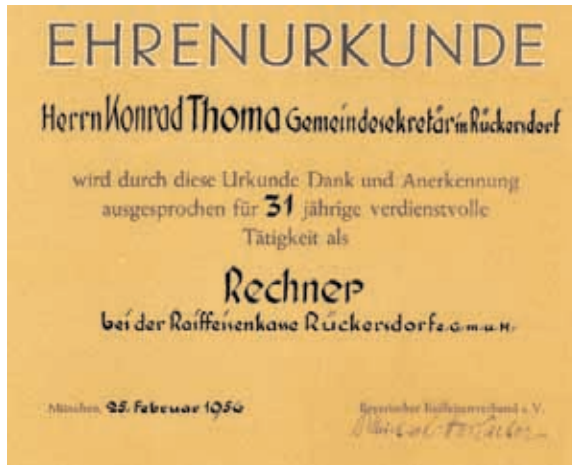 EHRENURKUNDE
Herrn Konrad Thoma Gemeindesekretär in Rückersdorf
wird durch diese Urkunde Dank und Anerkennung
ausgesprochen für 31 jährige verdienstvolle
Tätigkeit als
Rechner
bei der Raiffeisenkasse Rückersdorf e.G.m.u.H.
München, 25. Februar 1956
Bayerischer Raiffeisenverband e. V.